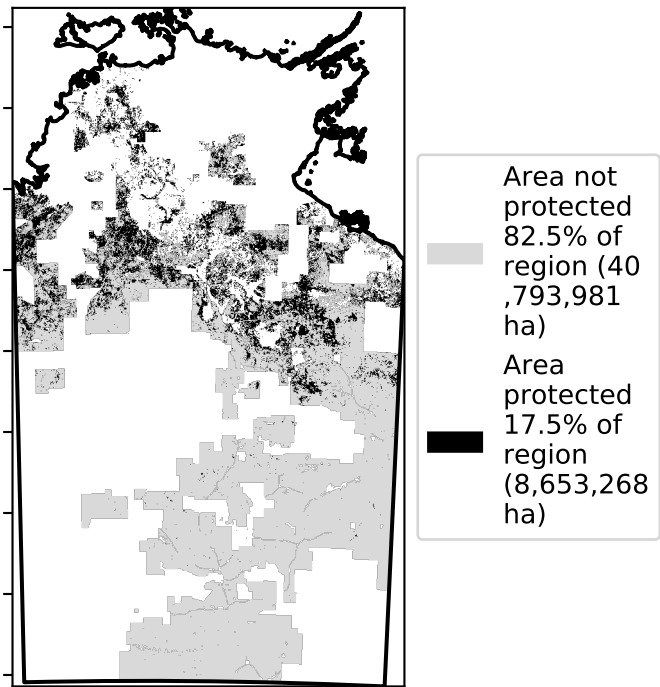 Area not
protected
82.5% of
region (40
,793,981
ha)
Area
protected
17.5% of
region
(8,653,268
ha)